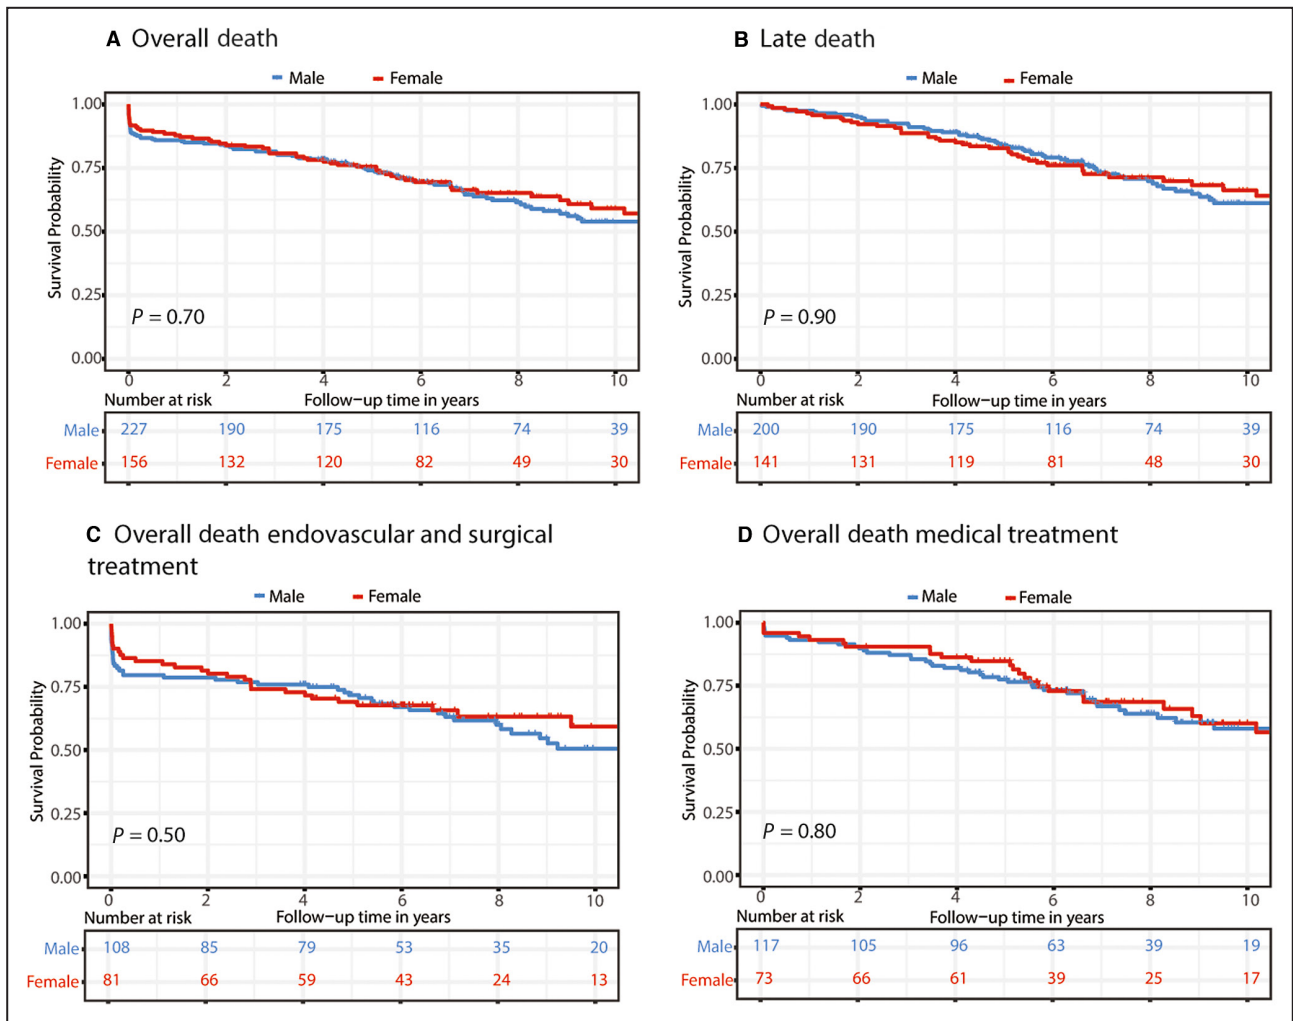 A Overall death
Male Female
1.00
0.75
0.50
0.25
0.00
Survival Probability
P = 0.70
0 2 4 6 8 10
Number at risk Follow-up time in years
Male 227 190 175 116 74 39
Female 156 132 120 82 49 30
B Late death
Male Female
1.00
0.75
0.50
0.25
0.00
Survival Probability
P = 0.90
0 2 4 6 8 10
Number at risk Follow-up time in years
Male 200 190 175 116 74 39
Female 141 131 119 81 48 30
C Overall death endovascular and surgical
treatment
Male Female
1.00
0.75
0.50
0.25
0.00
Survival Probability
P = 0.50
0 2 4 6 8 10
Number at risk Follow-up time in years
Male 108 85 79 53 35 20
Female 81 66 59 43 24 13
D Overall death medical treatment
Male Female
1.00
0.75
0.50
0.25
0.00
Survival Probability
P = 0.80
0 2 4 6 8 10
Number at risk Follow-up time in years
Male 117 105 96 63 39 19
Female 73 66 61 39 25 17